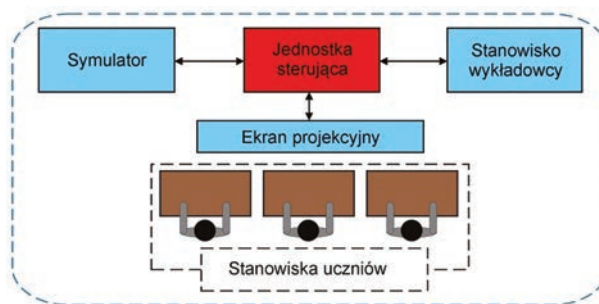 Symulator
Jednostka
sterująca
Stanowisko
wykładowcy
Ekran projekcyjny
Stanowiska uczniów